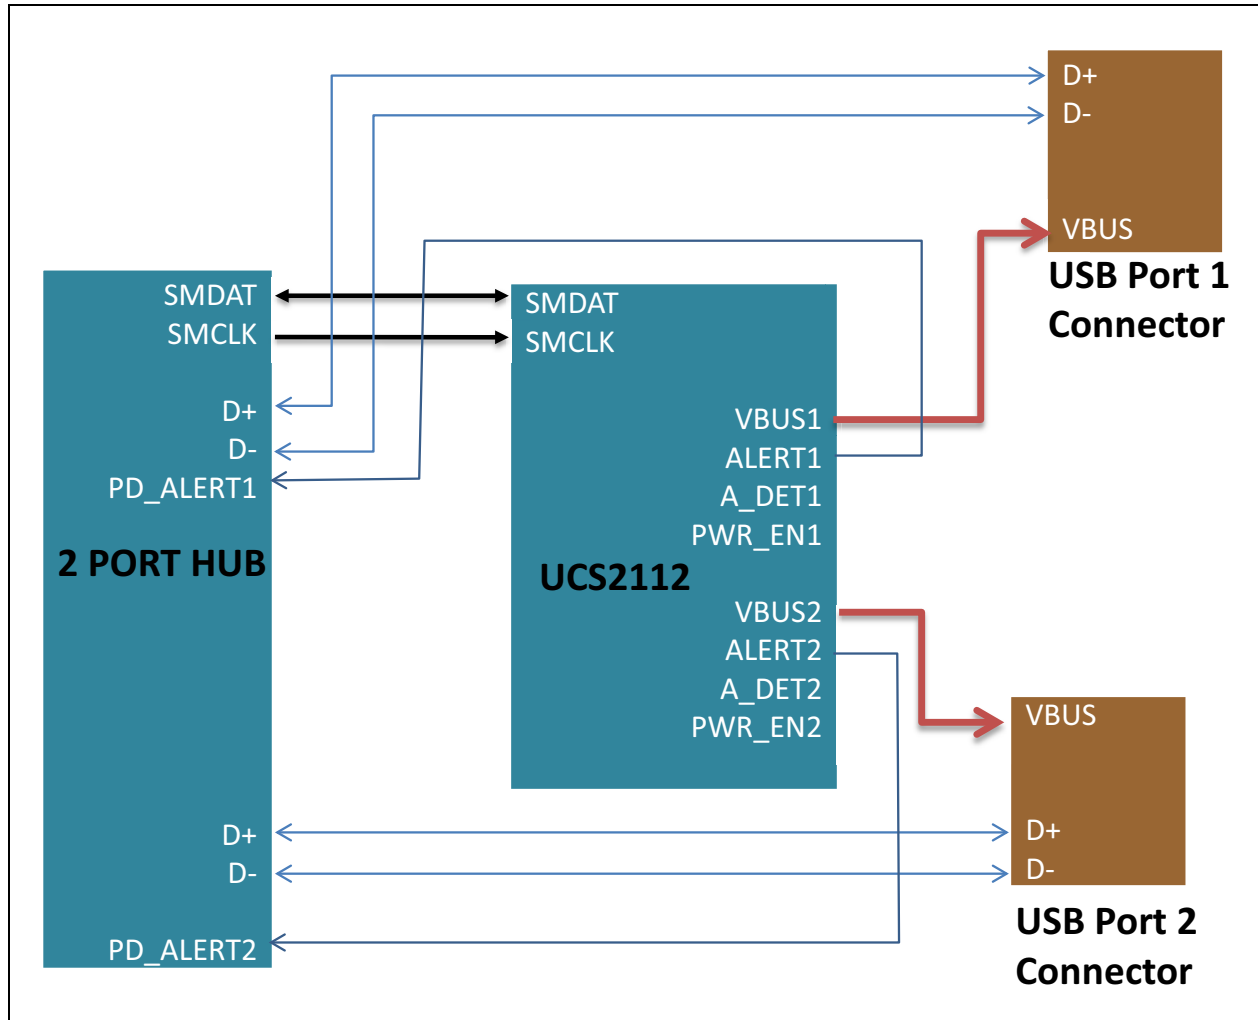 D+
D-
VBUS
USB Port 1
Connector
SMDAT
SMCLK
D+
D-
PD_ALERT1
2 PORT HUB
D+
D-
PD_ALERT2
SMDAT
SMCLK
VBUS1
ALERT1
A_DET1
PWR_EN1
UCS2112
VBUS2
ALERT2
A_DET2
PWR_EN2
VBUS
D+
D-
USB Port 2
Connector